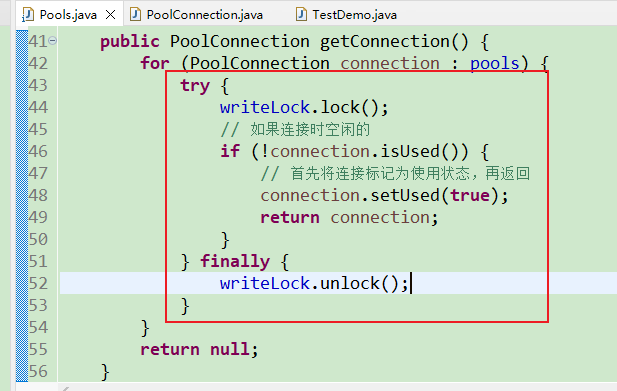 Pools.java PoolConnection.java TestDemo.java
41 public PoolConnection getConnection() {
42 for (PoolConnection connection : pools) {
43 try {
44 writeLock.lock();
45 // 如果连接时空闲的
46 if (!connection.isUsed()) {
47 // 首先将连接标记为使用状态，再返回
48 connection.setUsed(true);
49 return connection;
50 }
51 } finally {
52 writeLock.unlock();
53 }
54 }
55 return null;
56 }